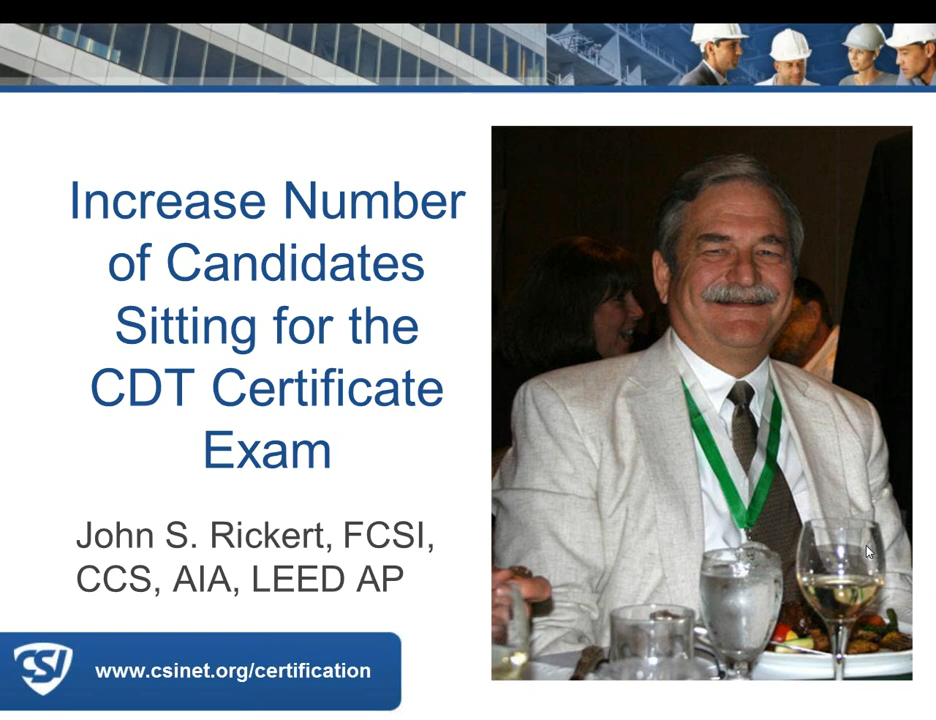 Increase Number
of Candidates
Sitting for the
CDT Certificate
Exam
John S. Rickert, FCSI,
CCS, AIA, LEED AP
CSI
www.csinet.org/certification